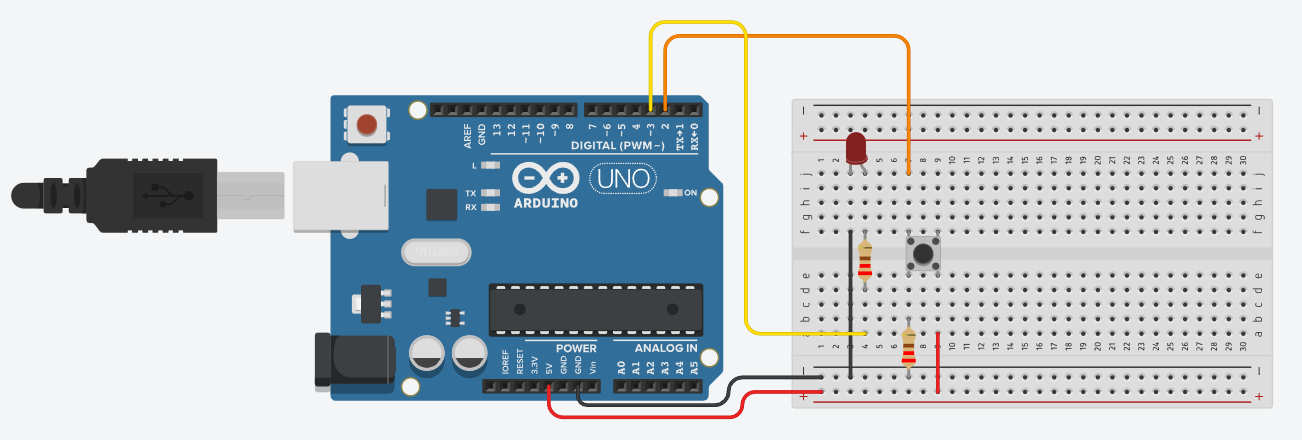 AREF
GND
13
12
~11
~10
~9
8
7
~6
~5
4
~3
2
TX→1
RX←0
DIGITAL (PWM~)
L
TX
RX
ARDUINO
UNO
ON
POWER
ANALOG IN
IOREF
RESET
3.3V
5V
GND
GND
Vin
A0
A1
A2
A3
A4
A5
− −
+ +
1 2 5 6 7 8 9 10 11 12 13 14 15 16 17 18 19 20 21 22 23 24 25 26 27 28 29 30
j j
i i
h h
g g
f f
e e
d d
c c
b b
a a
1 2 3 4 5 6 7 8 9 10 11 12 13 14 15 16 17 18 19 20 21 22 23 24 25 26 27 28 29 30
− −
+ +